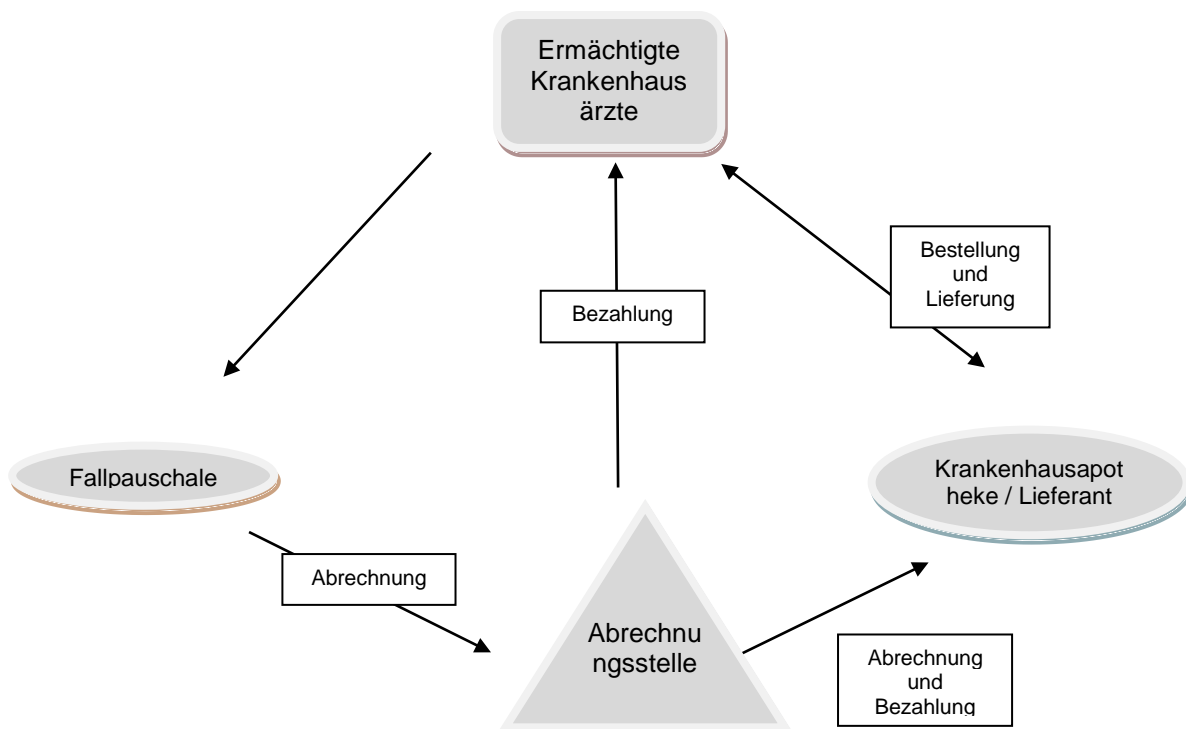 Ermächtigte
Krankenhaus
ärzte
Bestellung
und
Lieferung
Bezahlung
Fallpauschale
Krankenhausapot
heke / Lieferant
Abrechnung
Abrechnu
ngsstelle
Abrechnung
und
Bezahlung